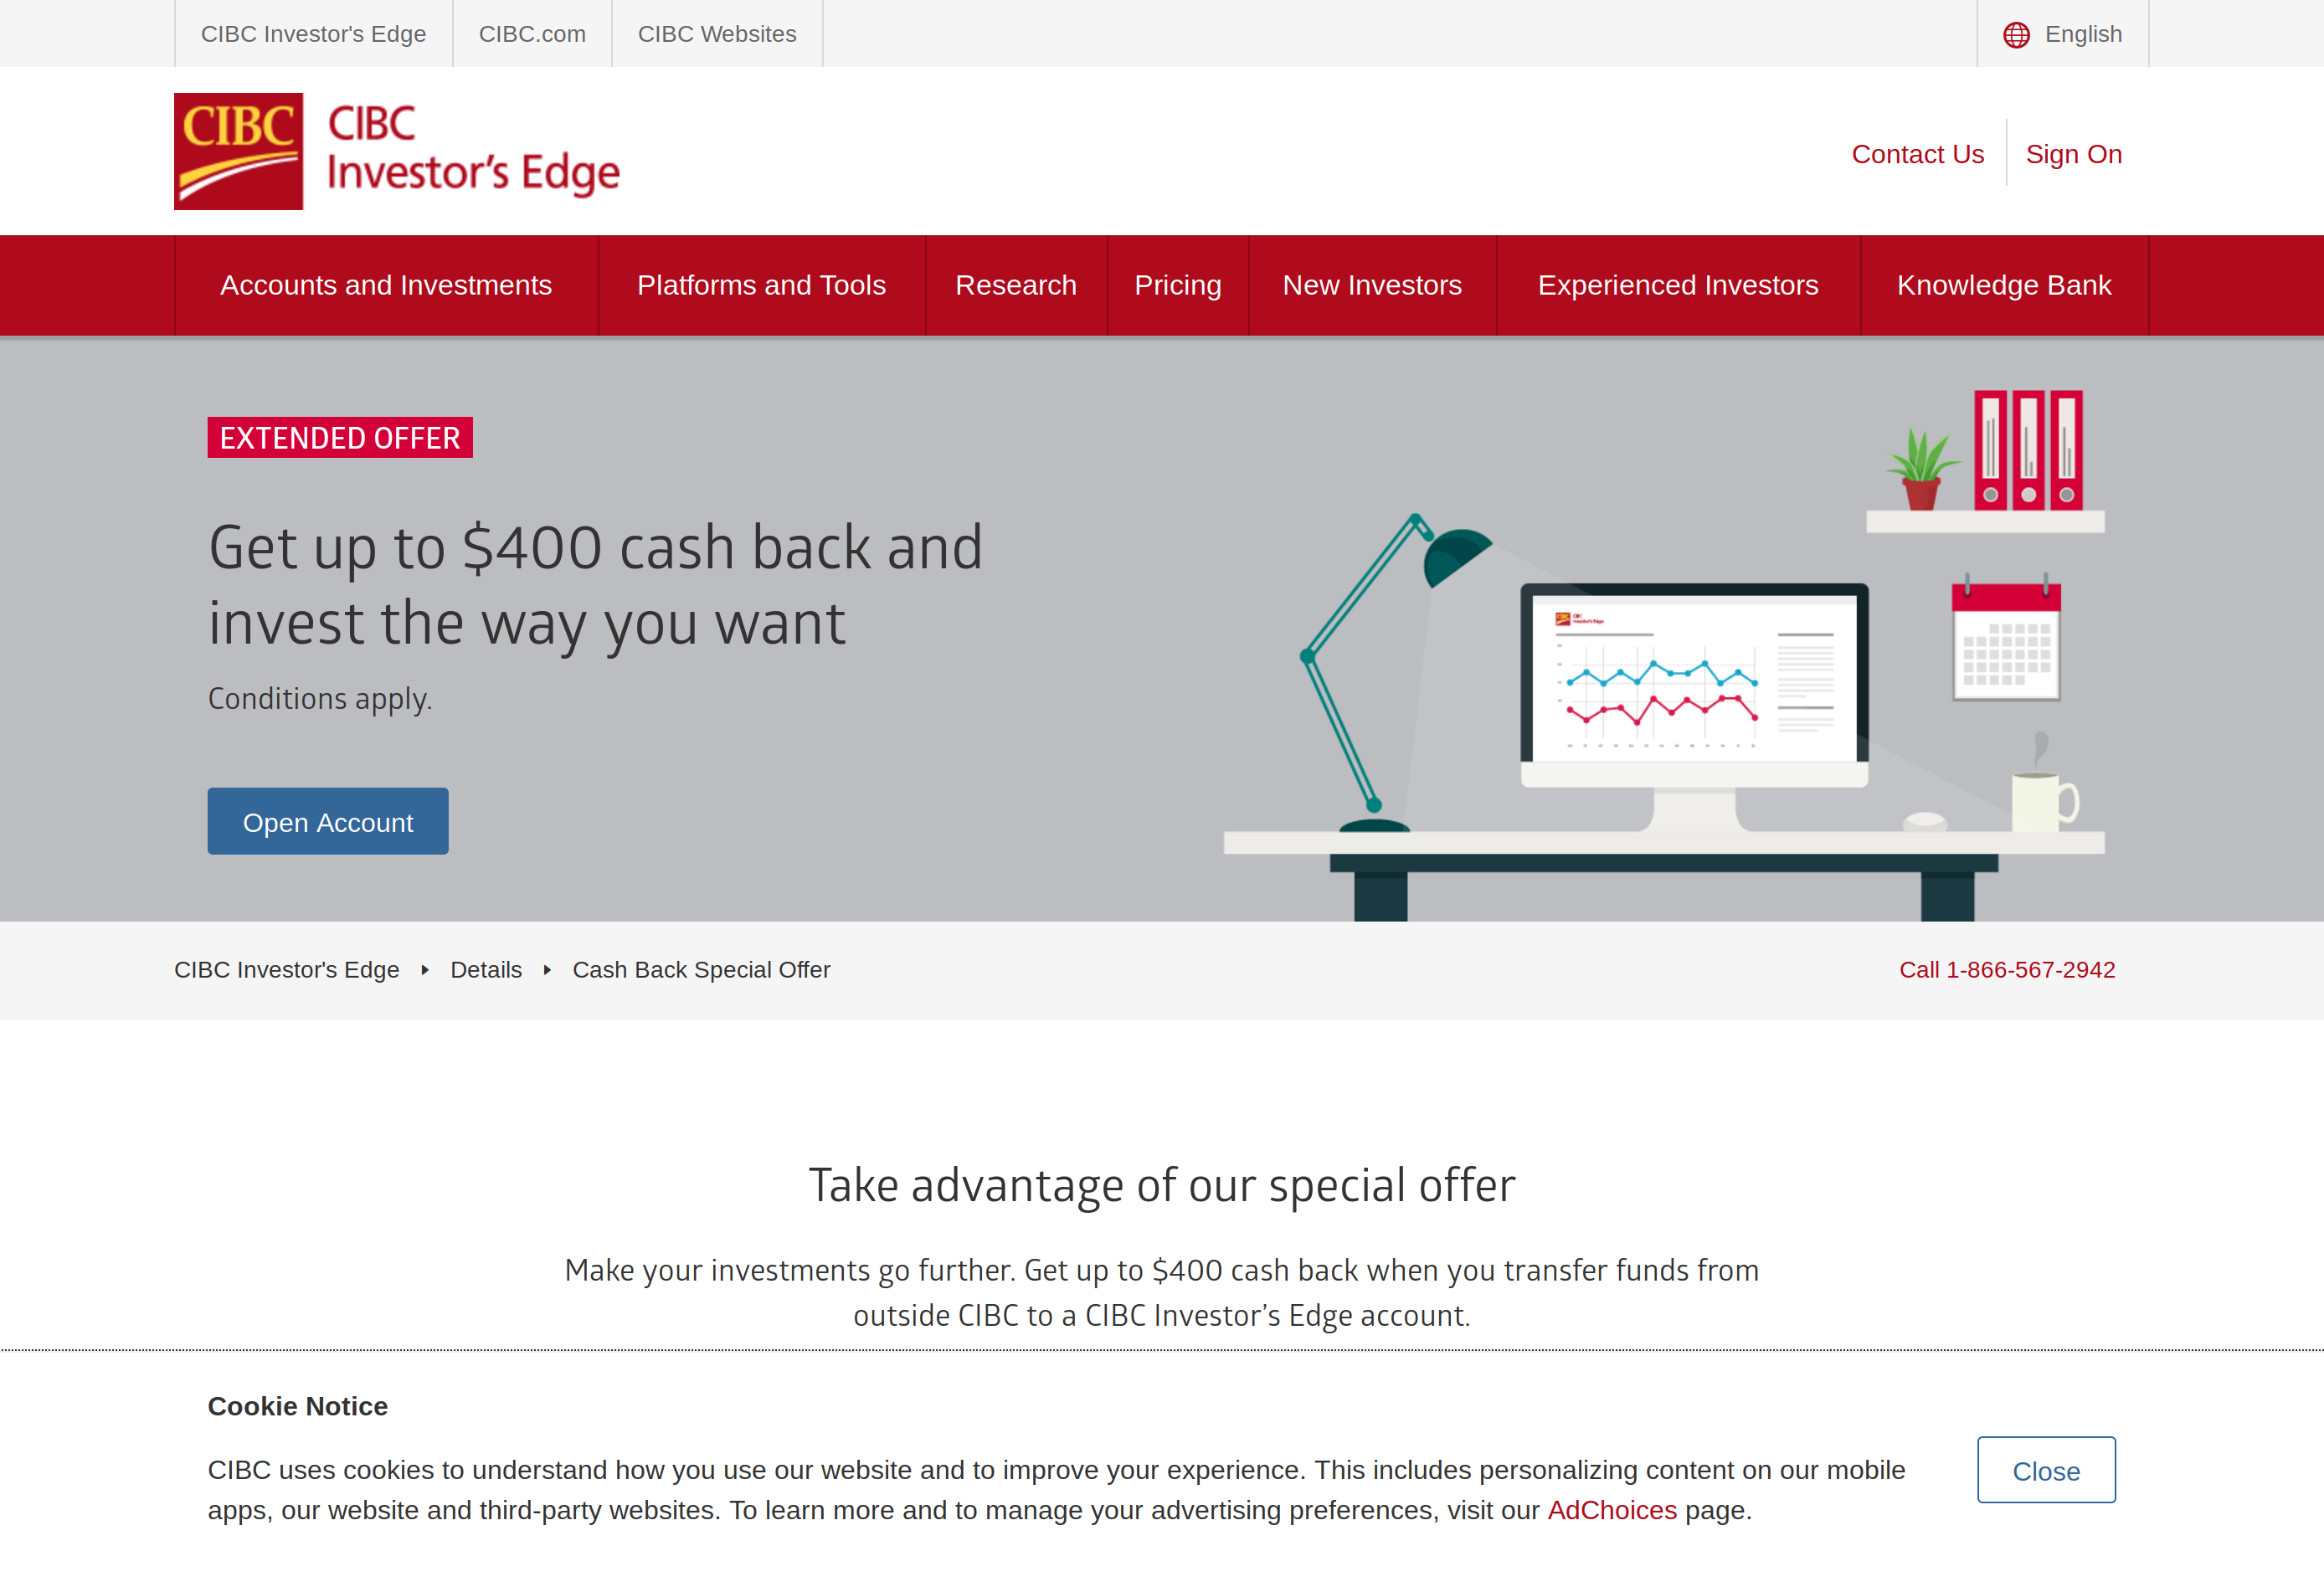 CIBC Investor's Edge
CIBC.com
CIBC Websites
English
CIBC
CIBC
Investor's Edge
Contact Us
Sign On
Accounts and Investments
Platforms and Tools
Research
Pricing
New Investors
Experienced Investors
Knowledge Bank
EXTENDED OFFER
Get up to $400 cash back and
invest the way you want
Conditions apply.
Open Account
CIBC Investor's Edge
Details
Cash Back Special Offer
Call 1-866-567-2942
Take advantage of our special offer
Make your investments go further. Get up to $400 cash back when you transfer funds from
outside CIBC to a CIBC Investor’s Edge account.
Cookie Notice
CIBC uses cookies to understand how you use our website and to improve your experience. This includes personalizing content on our mobile
apps, our website and third-party websites. To learn more and to manage your advertising preferences, visit our AdChoices page.
Close